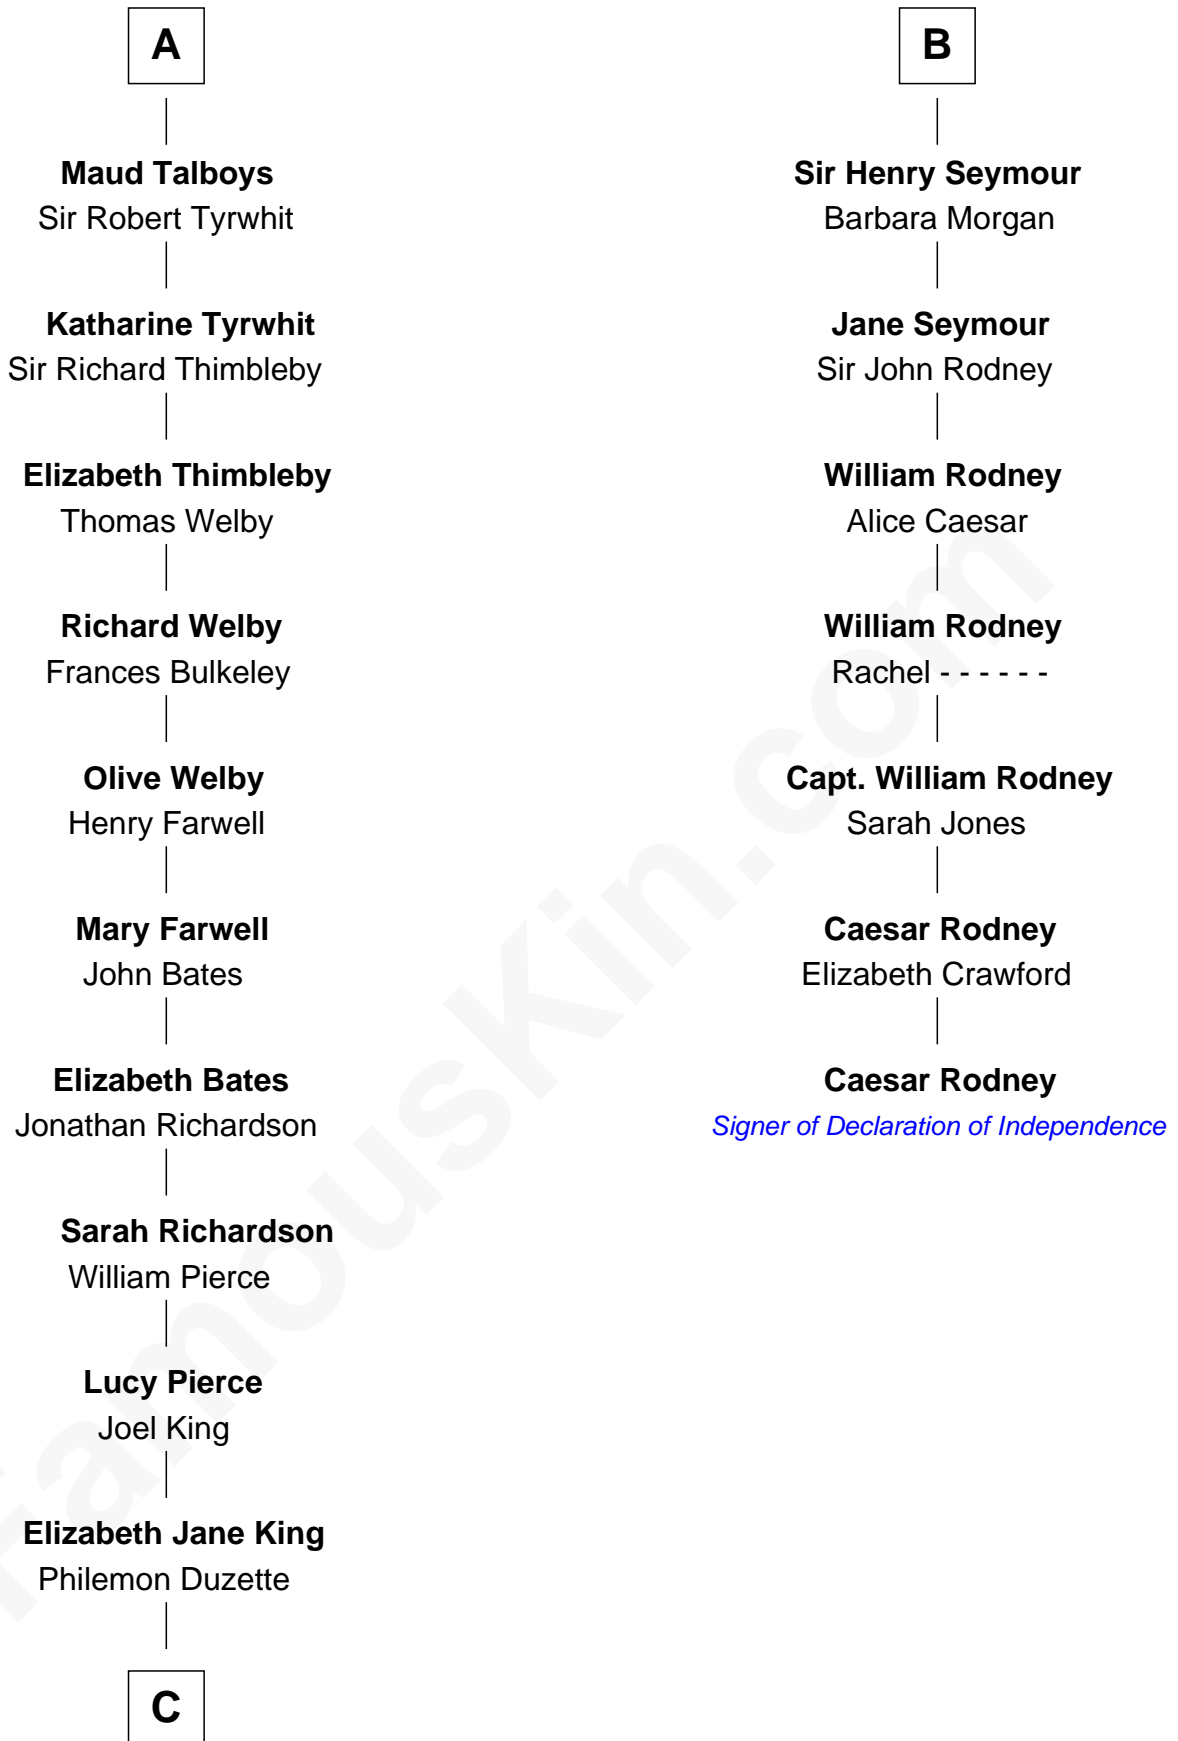 A
Maud Talboys
Sir Robert Tyrwhit
Katharine Tyrwhit
Sir Richard Thimbleby
Elizabeth Thimbleby
Thomas Welby
Richard Welby
Frances Bulkeley
Olive Welby
Henry Farwell
Mary Farwell
John Bates
Elizabeth Bates
Jonathan Richardson
Sarah Richardson
William Pierce
Lucy Pierce
Joel King
Elizabeth Jane King
Philemon Duzette
C
B
Sir Henry Seymour
Barbara Morgan
Jane Seymour
Sir John Rodney
William Rodney
Alice Caesar
William Rodney
Rachel - - - - - -
Capt. William Rodney
Sarah Jones
Caesar Rodney
Elizabeth Crawford
Caesar Rodney
Signer of Declaration of Independence
FamousKin.com